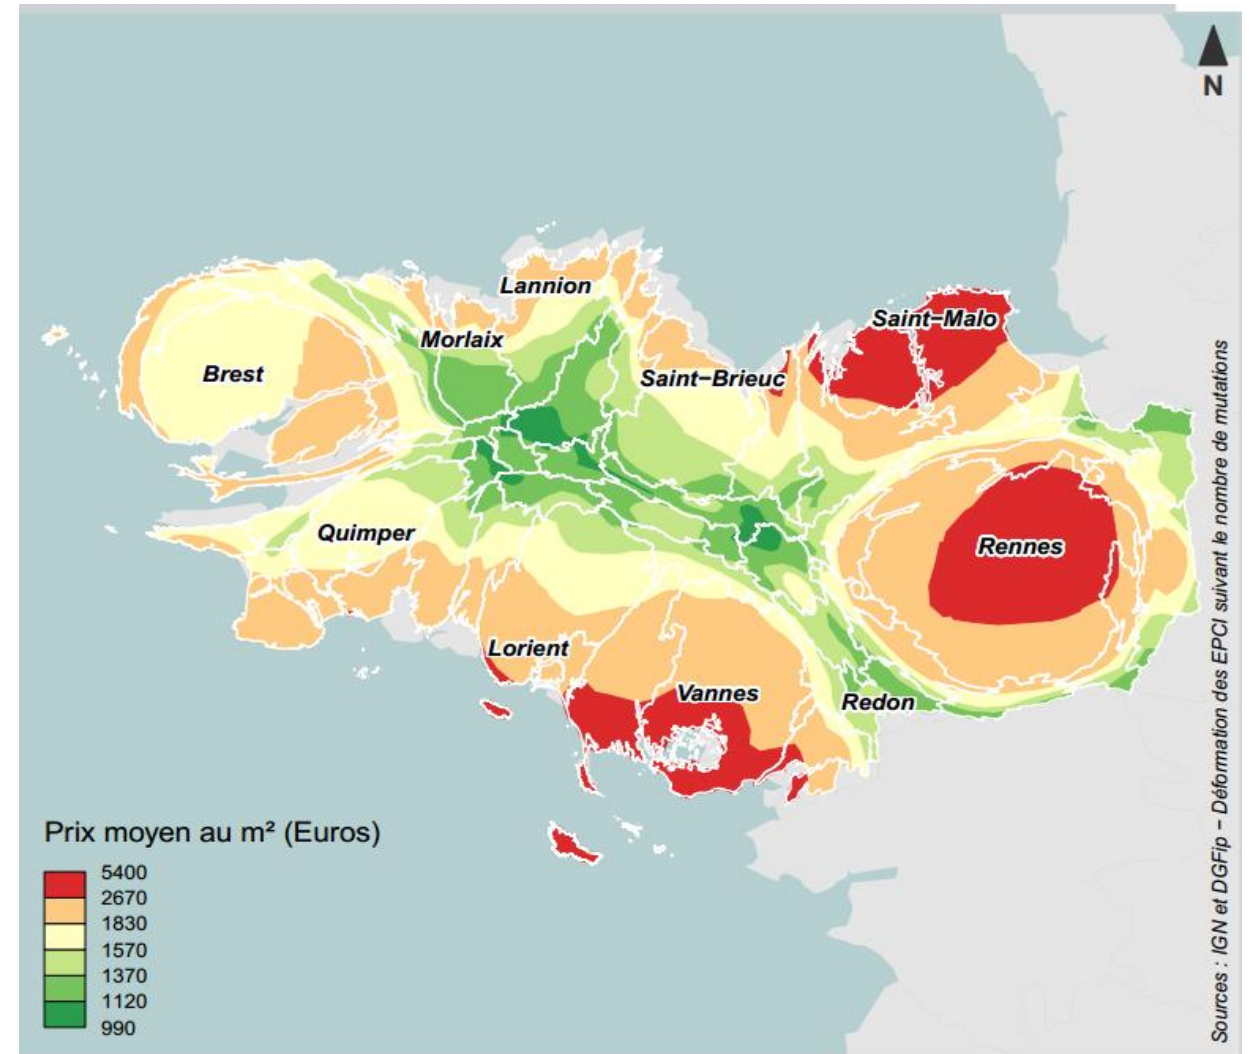 N
Lannion
Saint-Malo
Morlaix
Brest
Saint-Brieuc
Quimper
Rennes
Lorient
Vannes
Redon
Prix moyen au m² (Euros)
5400
2670
1830
1570
1370
1120
990
Sources : IGN et DGFip - Déformation des EPCI suivant le nombre de mutations